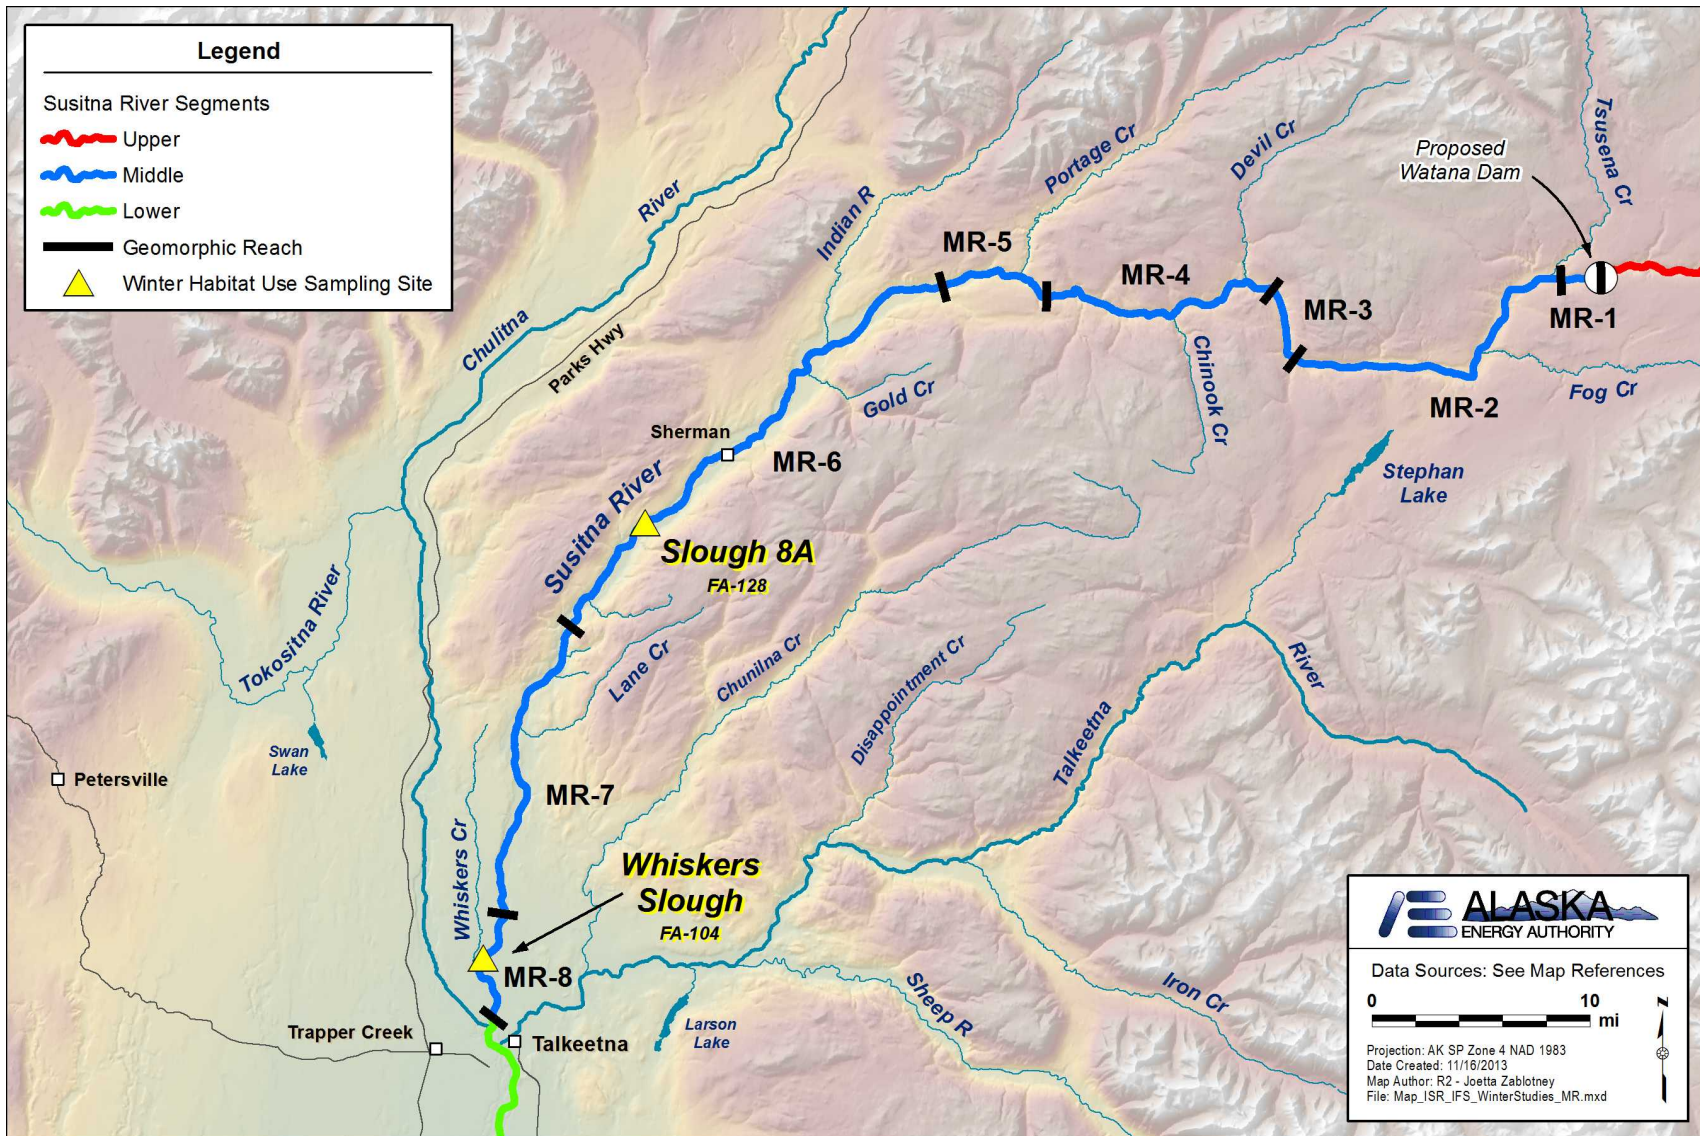 Legend
Susitna River Segments
Upper
Middle
Lower
Geomorphic Reach
Winter Habitat Use Sampling Site
Chulitna
River
Parks Hwy
Indian R
Portage Cr
Devil Cr
Tsusena Cr
Proposed
Watana Dam
MR-5
MR-4
MR-3
MR-1
MR-2
Fog Cr
Chinook Cr
Gold Cr
Sherman
MR-6
Stephan
Lake
Susitna River
Slough 8A
FA-128
Tokositna River
Lane Cr
Chunilna Cr
Disappointment Cr
Talkeetna
River
Swan
Lake
Petersville
MR-7
Whiskers Cr
Whiskers
Slough
FA-104
MR-8
Sheep R
Iron Cr
Larson
Lake
Trapper Creek
Talkeetna
ALASKA
ENERGY AUTHORITY
Data Sources: See Map References
0 10
mi
N
Projection: AK SP Zone 4 NAD 1983
Date Created: 11/16/2013
Map Author: R2 - Joetta Zablotney
File: Map_ISR_IFS_WinterStudies_MR.mxd